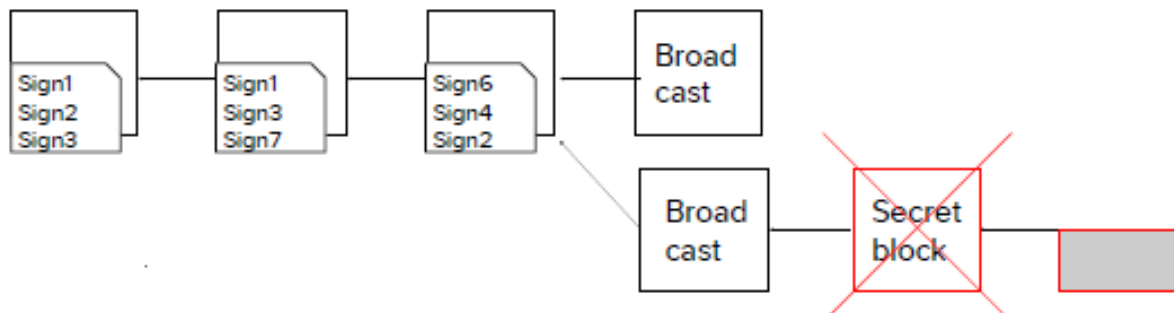 Sign1
Sign2
Sign3
Sign1
Sign3
Sign7
Sign6
Sign4
Sign2
Broad
cast
Broad
cast
Secret
block